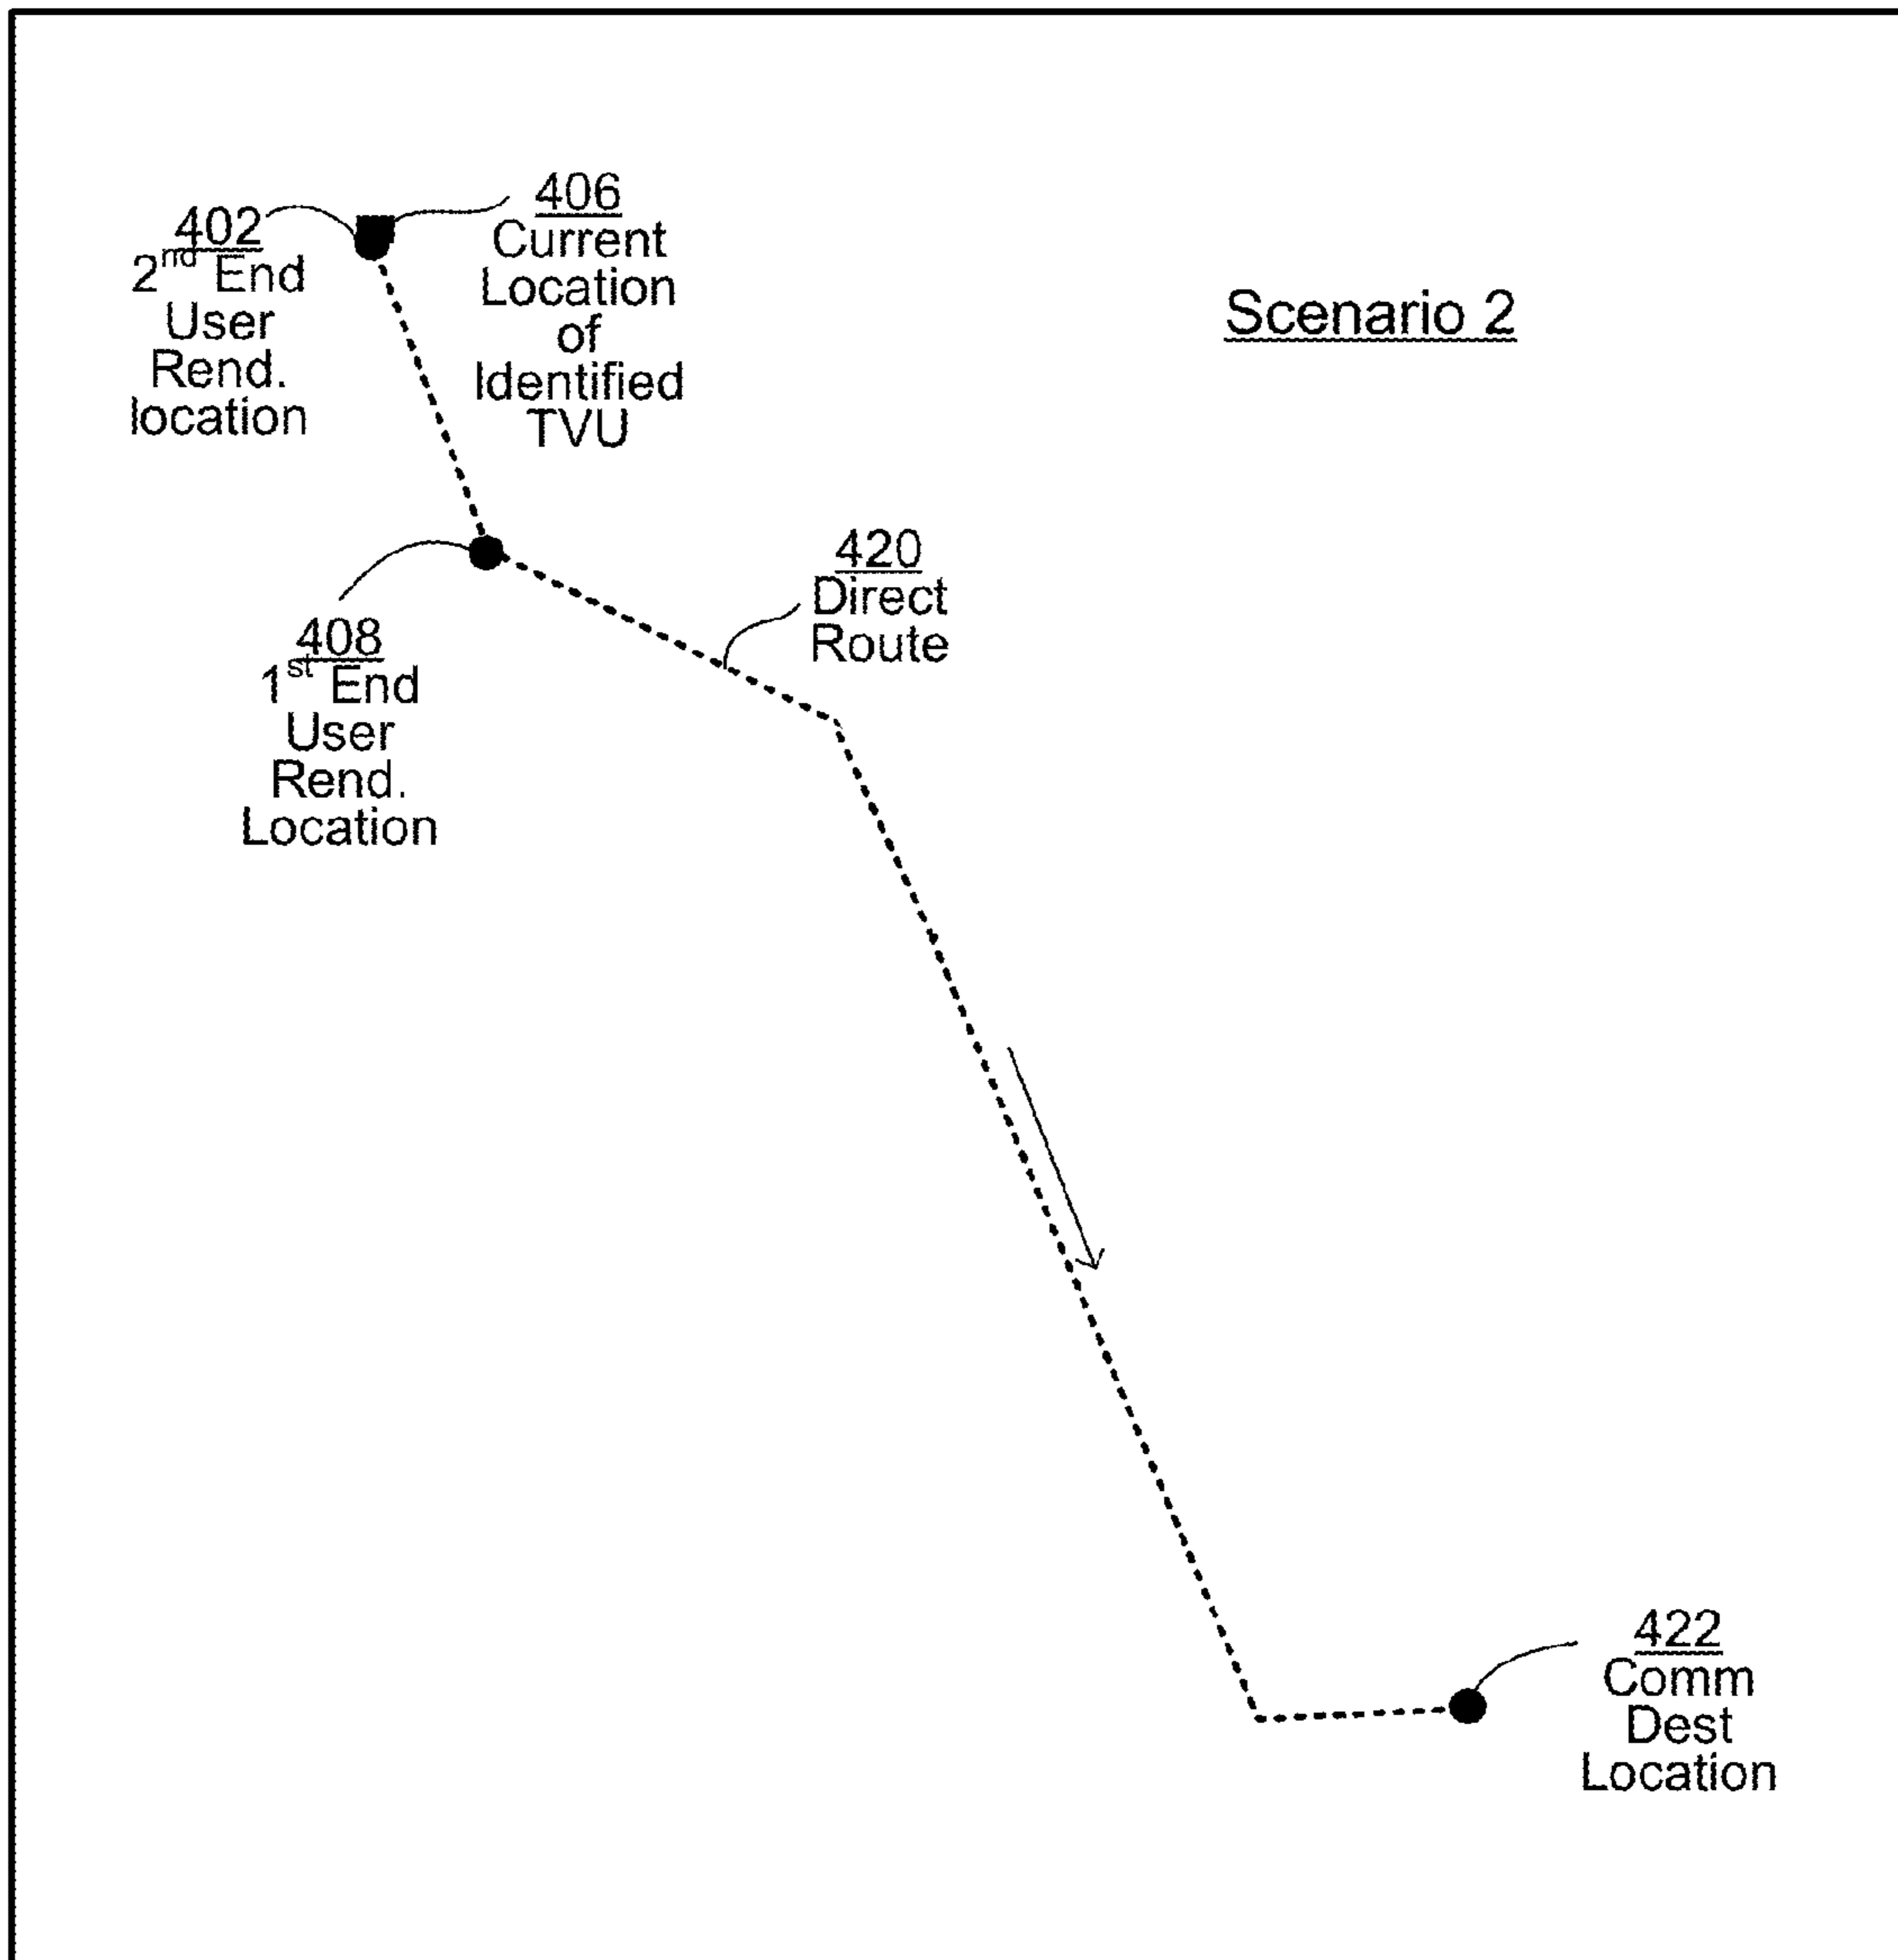 406
Current
Location
of
Identified
TVU
402
2nd End
User
Rend.
location
Scenario 2
420
Direct
Route
408
1st End
User
Rend.
Location
422
Comm
Dest
Location